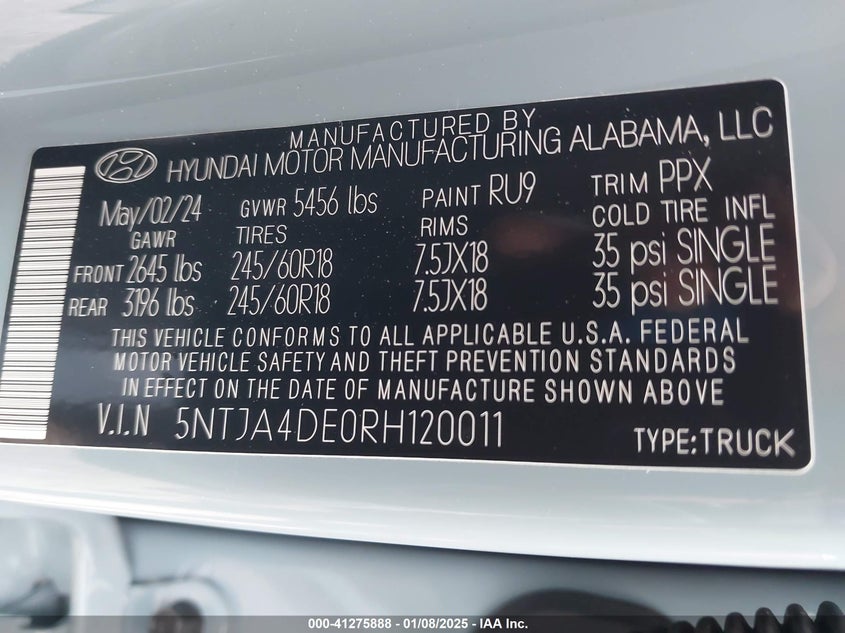 MANUFACTURED BY
HYUNDAI MOTOR MANUFACTURING ALABAMA, LLC
May/02/24 GVWR 5456 lbs PAINT RU9 TRIM PPX
GAWR TIRES RIMS COLD TIRE INFL
FRONT 2645 lbs 245/60R18 7.5JX18 35 psi SINGLE
REAR 3196 lbs 245/60R18 7.5JX18 35 psi SINGLE
THIS VEHICLE CONFORMS TO ALL APPLICABLE U.S.A. FEDERAL
MOTOR VEHICLE SAFETY AND THEFT PREVENTION STANDARDS
IN EFFECT ON THE DATE OF MANUFACTURE SHOWN ABOVE
V.I.N 5NTJA4DE0RH120011 TYPE:TRUCK
000-41275888 - 01/08/2025 - IAA Inc.